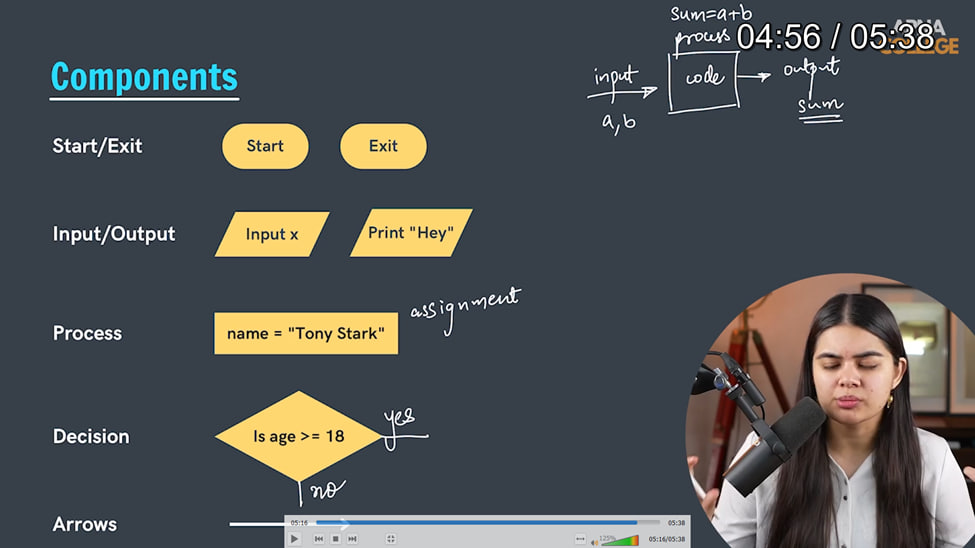 sum=a+b
process
04:56 / 05:38
APNA
COLLEGE
Components
input
code
output
a,b
sum
Start/Exit
Start
Exit
Input/Output
Input x
Print "Hey"
assignment
Process
name = "Tony Stark"
Decision
Is age >= 18
yes
no
Arrows
05:16
05:38
125%
05:16/05:38